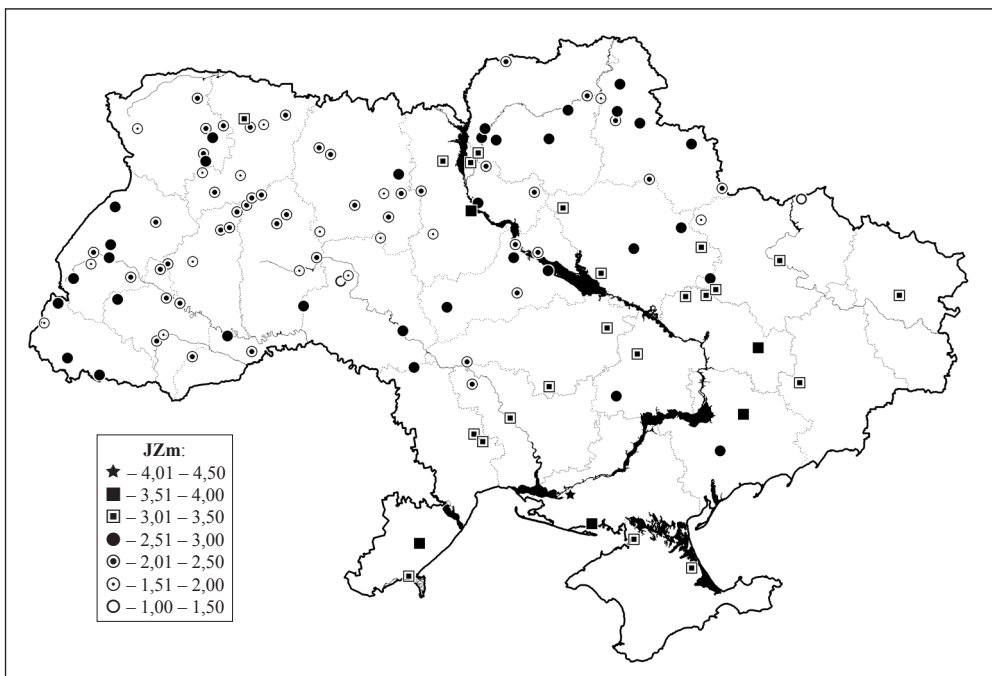 JZm:
– 4,01 – 4,50
– 3,51 – 4,00
– 3,01 – 3,50
– 2,51 – 3,00
– 2,01 – 2,50
– 1,51 – 2,00
– 1,00 – 1,50